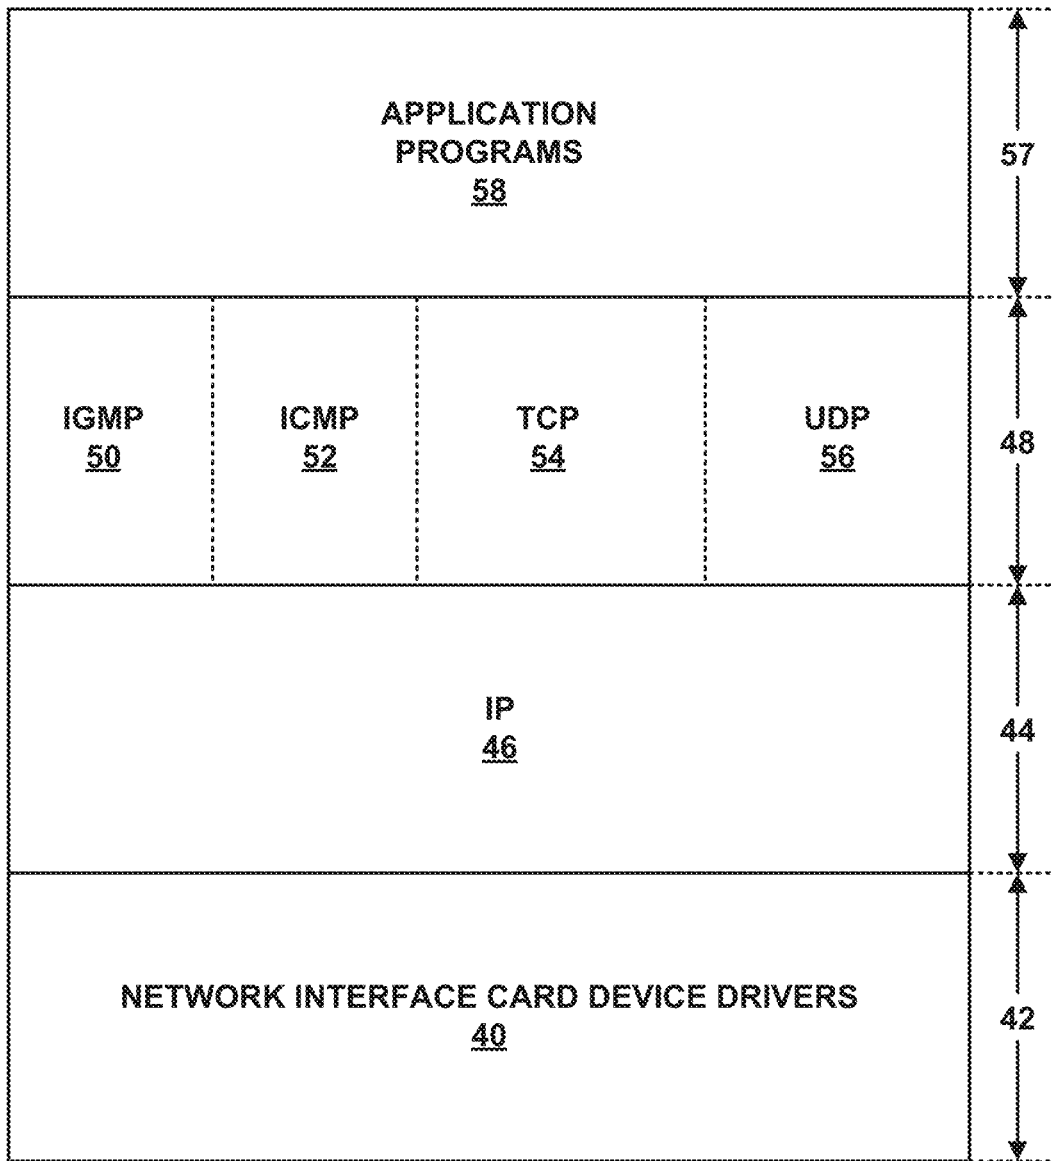 APPLICATION
PROGRAMS
58
57
IGMP
50
ICMP
52
TCP
54
UDP
56
48
IP
46
44
NETWORK INTERFACE CARD DEVICE DRIVERS
40
42